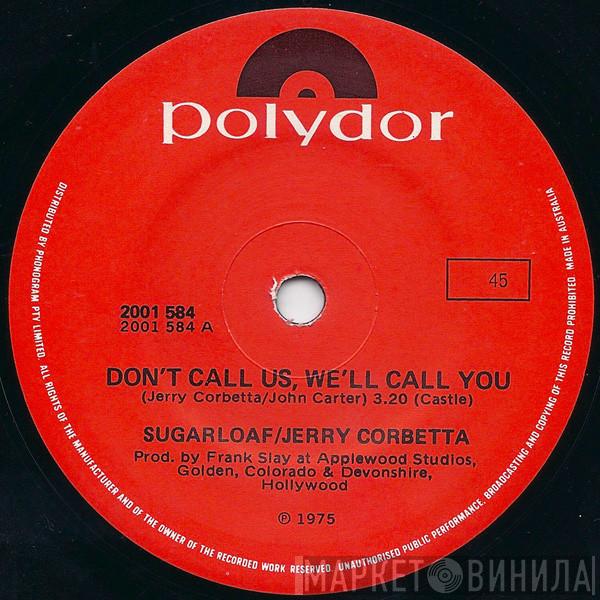 polydor
45
2001 584
2001 584 A
DON'T CALL US, WE'LL CALL YOU
(Jerry Corbetta/John Carter) 3.20 (Castle)
SUGARLOAF/JERRY CORBETTA
Prod. by Frank Slay at Applewood Studios,
Golden, Colorado & Devonshire,
Hollywood
℗ 1975
DISTRIBUTED BY PHONOGRAM PTY LIMITED. ALL RIGHTS OF THE MANUFACTURER AND OF THE OWNER OF THE RECORDED WORK RESERVED. UNAUTHORISED PUBLIC PERFORMANCE, BROADCASTING AND COPYING OF THIS RECORD PROHIBITED. MADE IN AUSTRALIA
МАРКЕТ ВИНИЛА